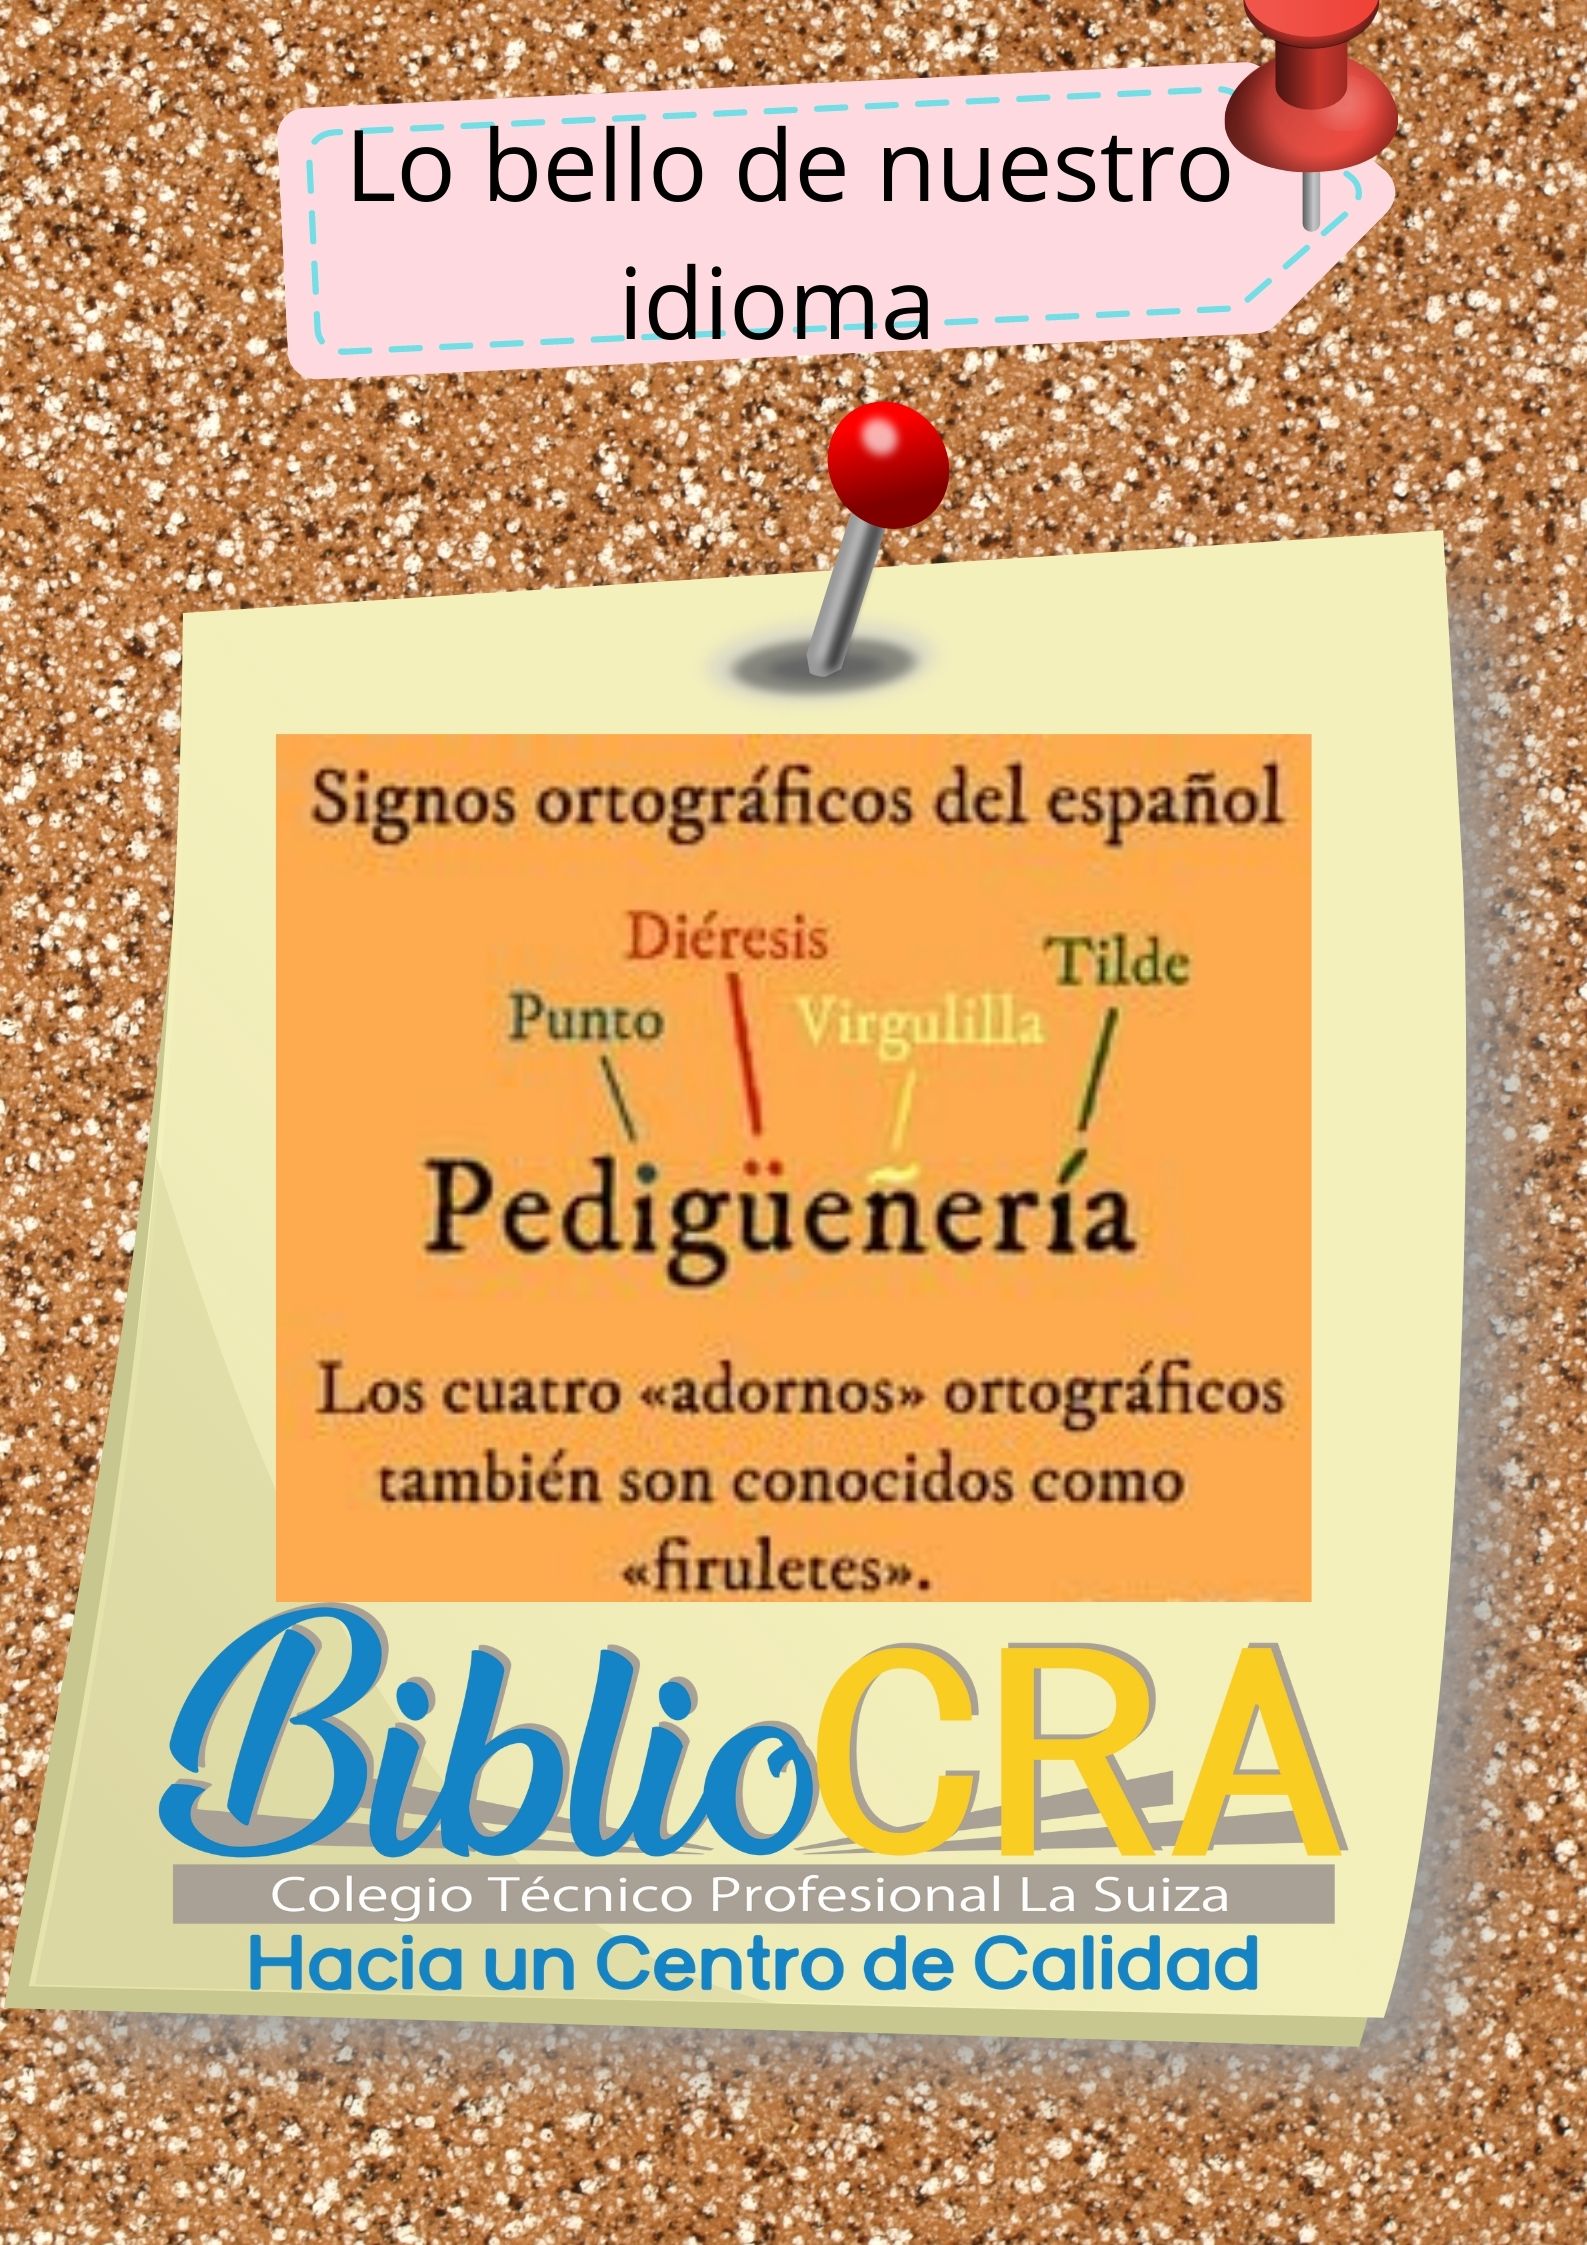 Lo bello de nuestro
idioma
Signos ortográficos del español
Diéresis
Tilde
Punto
Virgulilla
Pedigüeñería
Los cuatro «adornos» ortográficos
también son conocidos como
«firuletes».
BiblioCRA
Colegio Técnico Profesional La Suiza
Hacia un Centro de Calidad